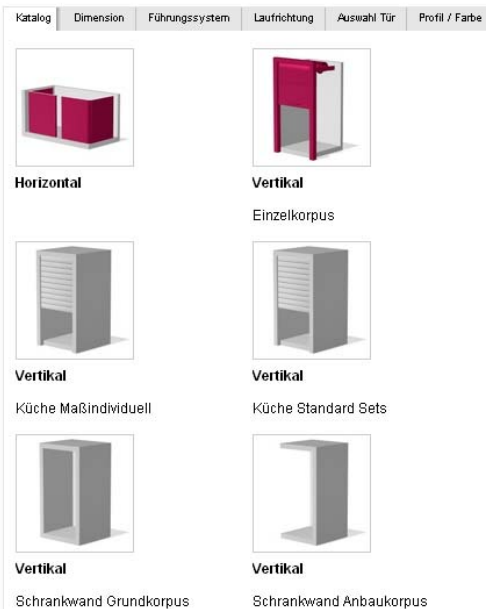 Katalog Dimension Führungssystem Laufrichtung Auswahl Tür Profil / Farbe
Horizontal Vertikal
Einzelkorpus
Vertikal Vertikal
Küche Maßindividuell Küche Standard Sets
Vertikal Vertikal
Schrankwand Grundkorpus Schrankwand Anbaukorpus